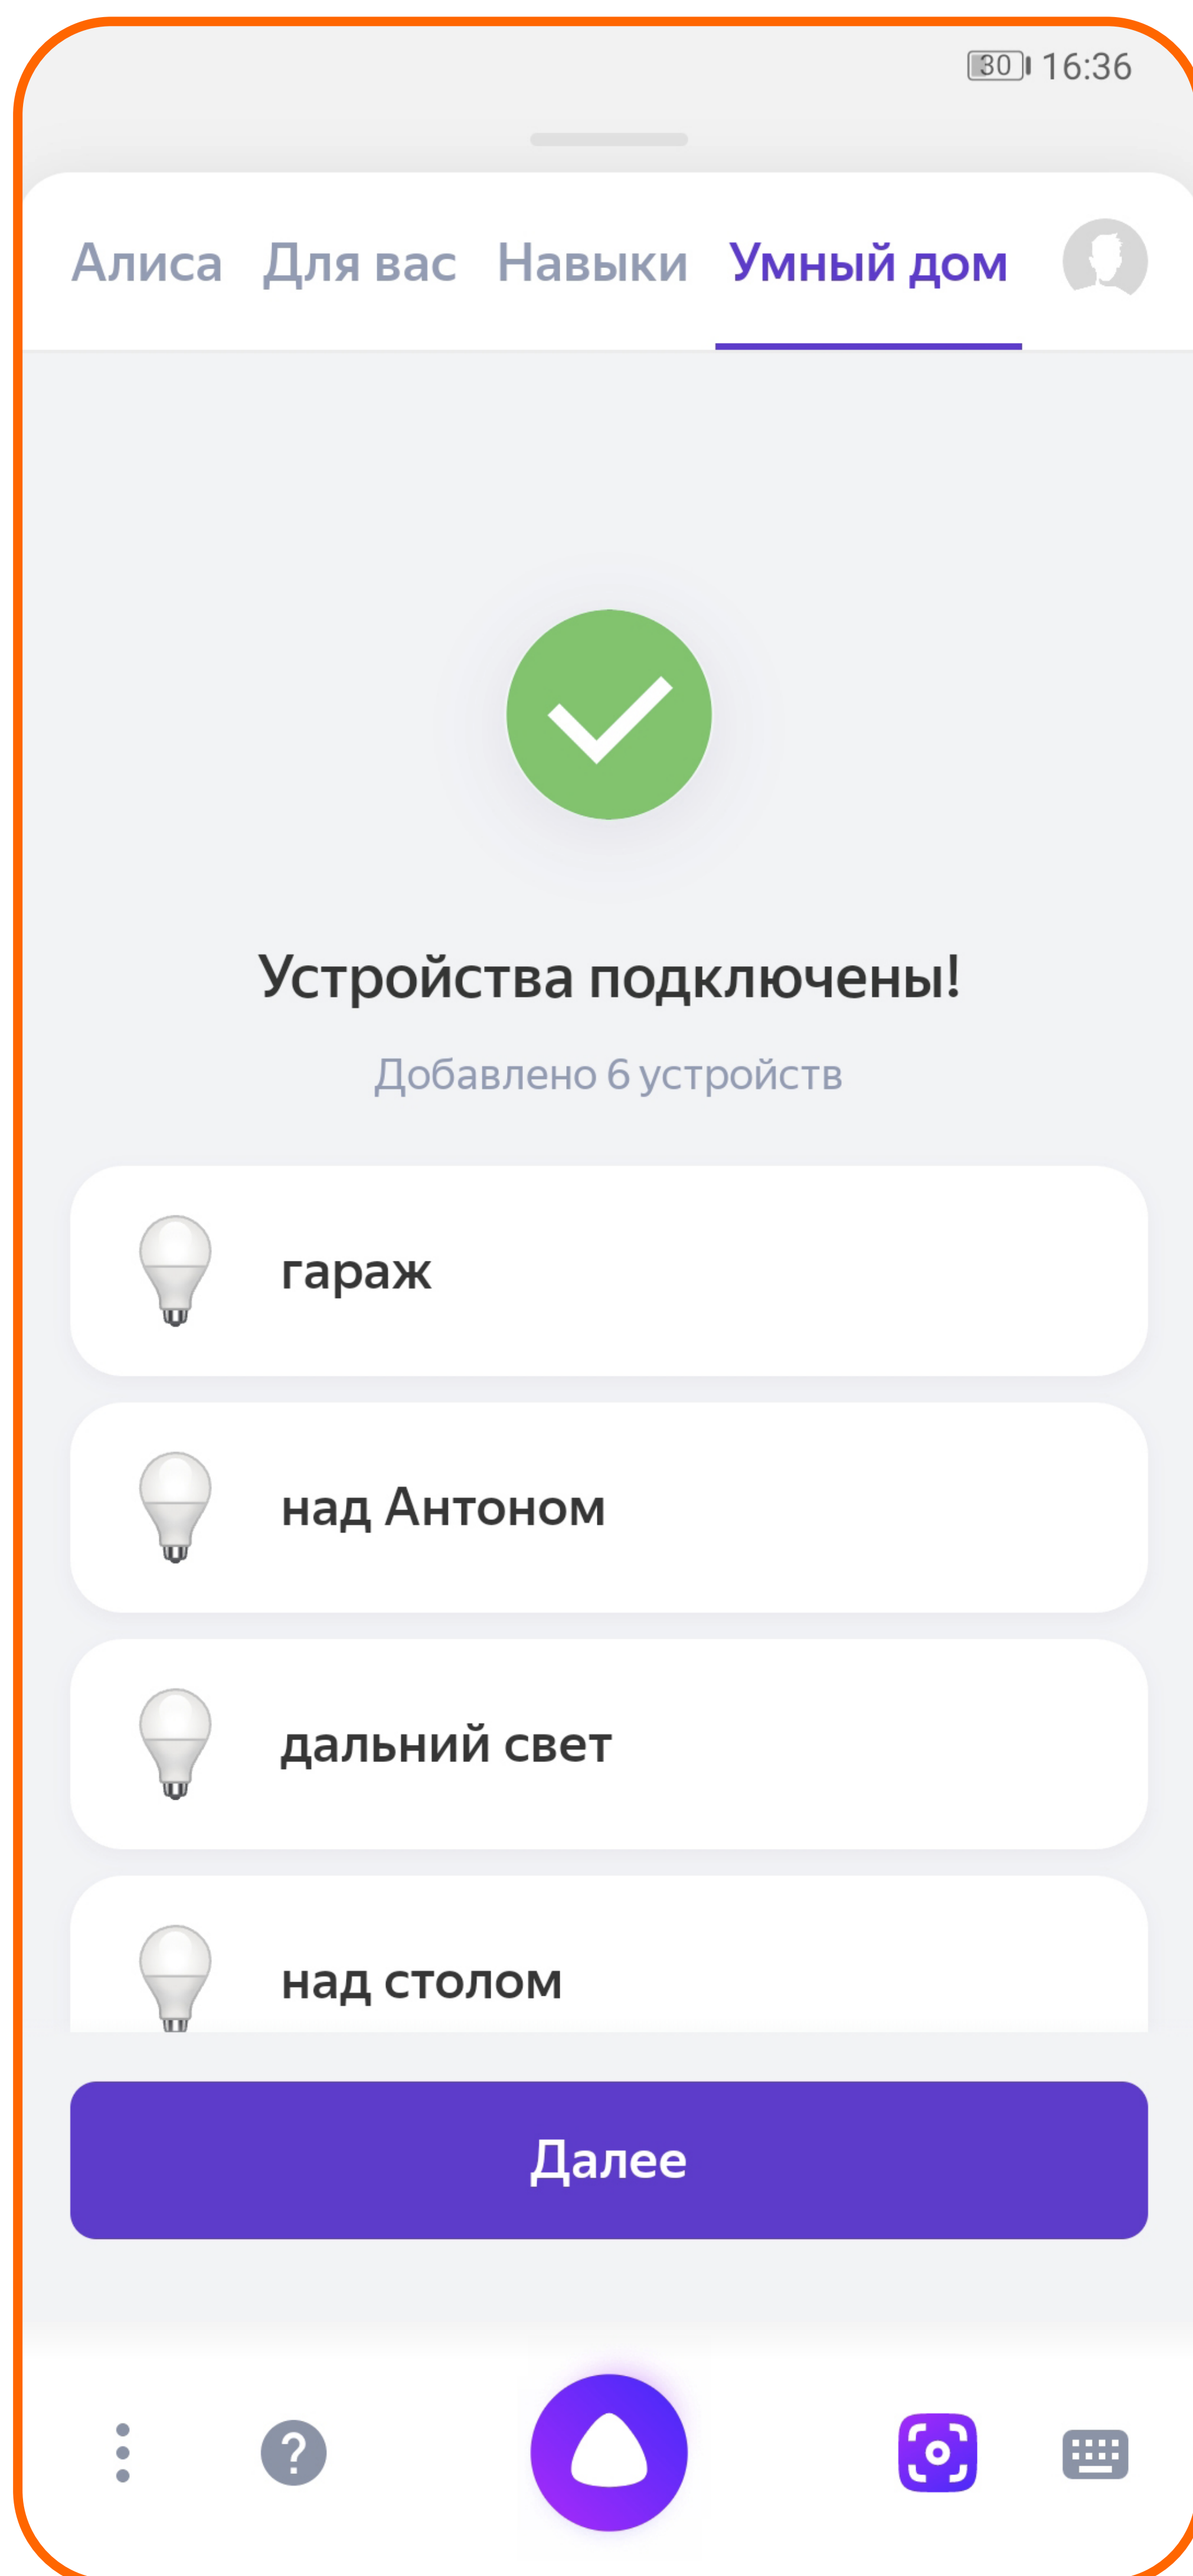 30 16:36
Алиса Для вас Навыки Умный дом
Устройства подключены!
Добавлено 6 устройств
гараж
над Антоном
дальний свет
над столом
Далее